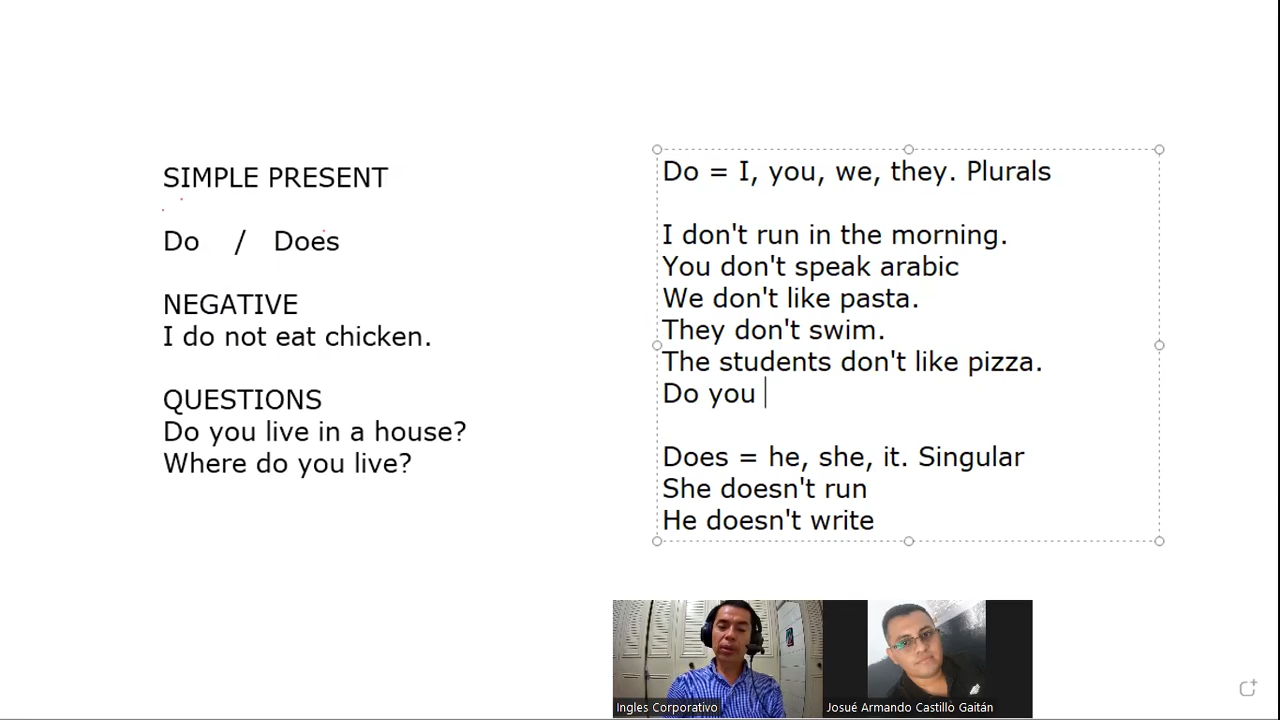 SIMPLE PRESENT
Do / Does
NEGATIVE
I do not eat chicken.
QUESTIONS
Do you live in a house?
Where do you live?
Do = I, you, we, they. Plurals
I don't run in the morning.
You don't speak arabic
We don't like pasta.
They don't swim.
The students don't like pizza.
Do you
Does = he, she, it. Singular
She doesn't run
He doesn't write
Ingles Corporativo
Josué Armando Castillo Gaitán